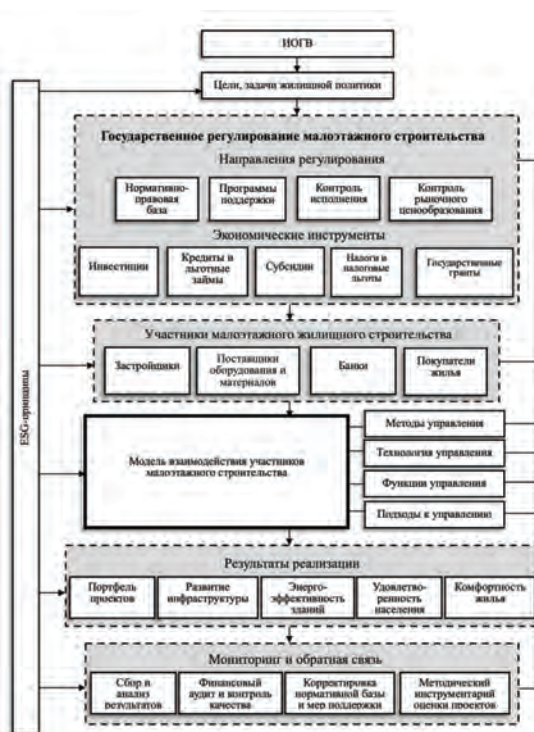 ИОГВ
Цели, задачи жилищной политики
Государственное регулирование малоэтажного строительства
Направления регулирования
Нормативно-
правовая
база
Программы
поддержки
Контроль
исполнения
Контроль
рыночного
ценообразования
Экономические инструменты
Инвестиции
Кредиты и
льготные
займы
Субсидии
Налоги и
налоговые
льготы
Государственные
гранты
Участники малоэтажного жилищного строительства
Застройщики
Поставщики
оборудования и
материалов
Банки
Покупатели
жилья
ESG-принципы
Модель взаимодействия участников
малоэтажного строительства
Методы управления
Технология управления
Функции управления
Подходы к управлению
Результаты реализации
Портфель
проектов
Развитие
инфраструктуры
Энерго-
эффективность
зданий
Удовлетво-
ренность
населения
Комфортность
жилья
Мониторинг и обратная связь
Сбор и
анализ
результатов
Финансовый
аудит и контроль
качества
Корректировка
нормативной базы
и мер поддержки
Методический
инструментарий
оценки проектов